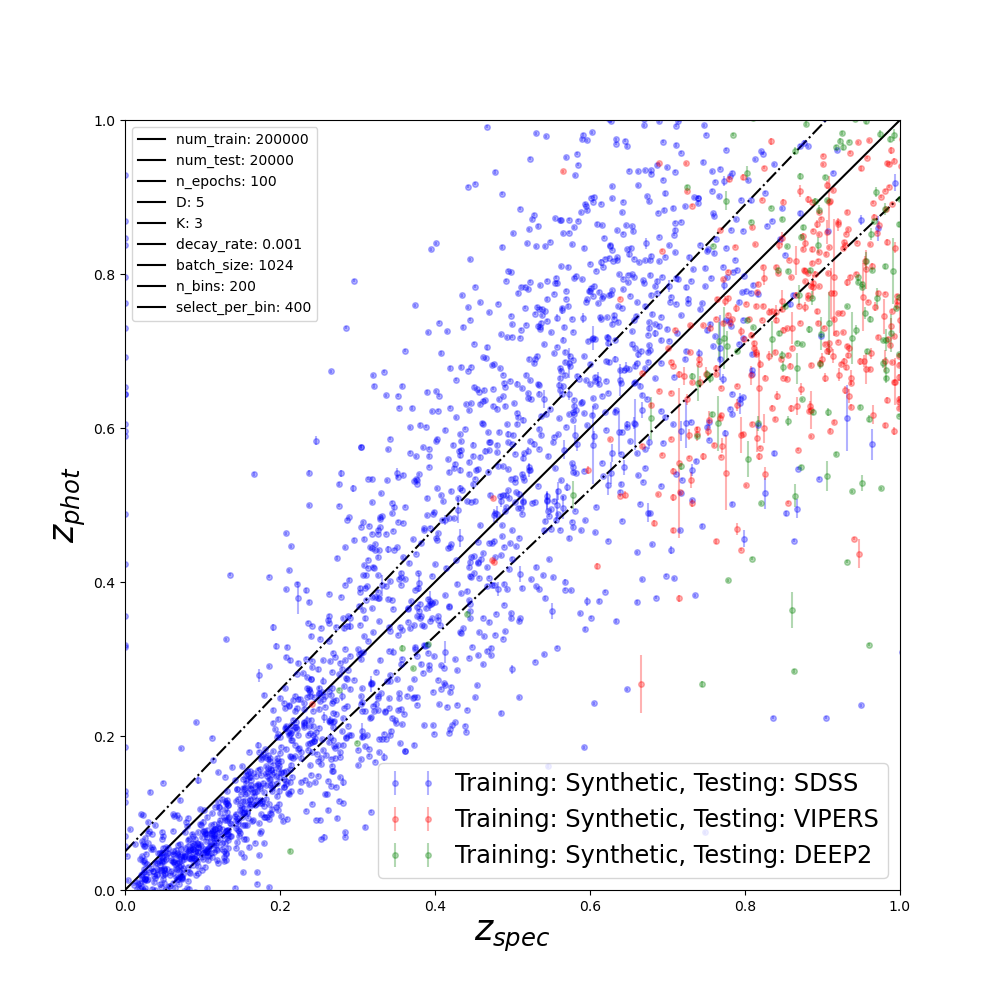 1.0
0.8
0.6
0.4
0.2
0.0
z_phot
num_train: 200000
num_test: 20000
n_epochs: 100
D: 5
K: 3
decay_rate: 0.001
batch_size: 1024
n_bins: 200
select_per_bin: 400
Training: Synthetic, Testing: SDSS
Training: Synthetic, Testing: VIPERS
Training: Synthetic, Testing: DEEP2
0.0 0.2 0.4 0.6 0.8 1.0
z_spec